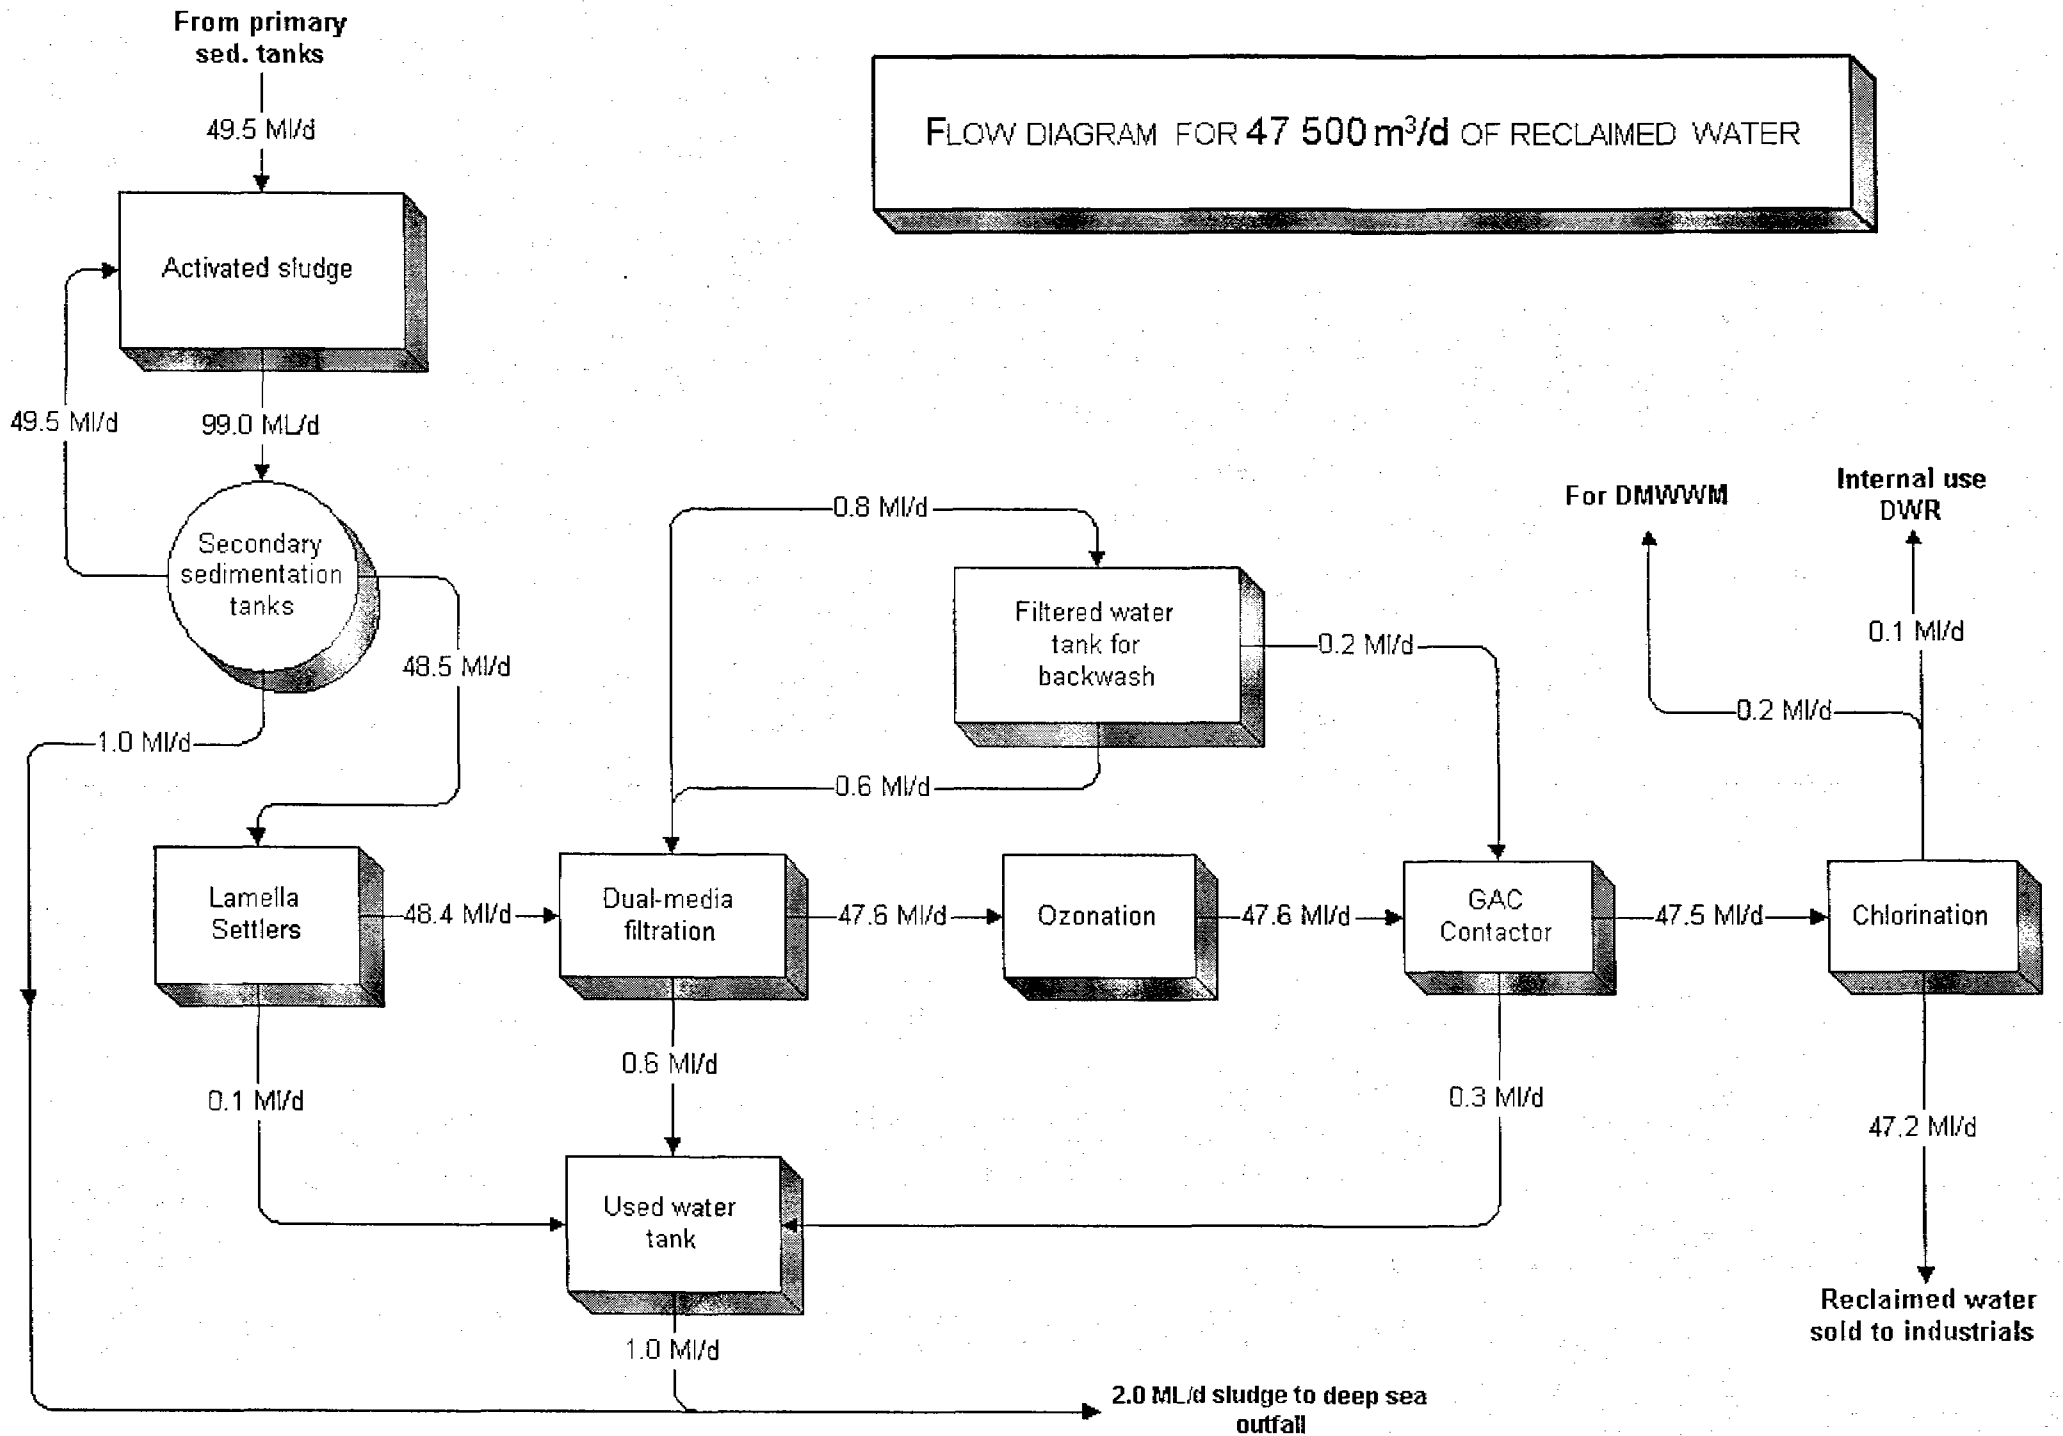 From primary
sed. tanks
FLOW DIAGRAM FOR 47 500 m³/d OF RECLAIMED WATER
49.5 Ml/d
Activated sludge
49.5 Ml/d
99.0 ML/d
Secondary
sedimentation
tanks
48.5 Ml/d
1.0 Ml/d
0.8 Ml/d
Filtered water
tank for
backwash
0.2 Ml/d
0.6 Ml/d
For DMWWM
Internal use
DWR
0.1 Ml/d
0.2 Ml/d
Lamella
Settlers
48.4 Ml/d
Dual-media
filtration
47.6 Ml/d
Ozonation
47.6 Ml/d
GAC
Contactor
47.5 Ml/d
Chlorination
0.1 Ml/d
0.6 Ml/d
0.3 Ml/d
47.2 Ml/d
Used water
tank
1.0 Ml/d
Reclaimed water
sold to industrials
2.0 ML/d sludge to deep sea
outfall